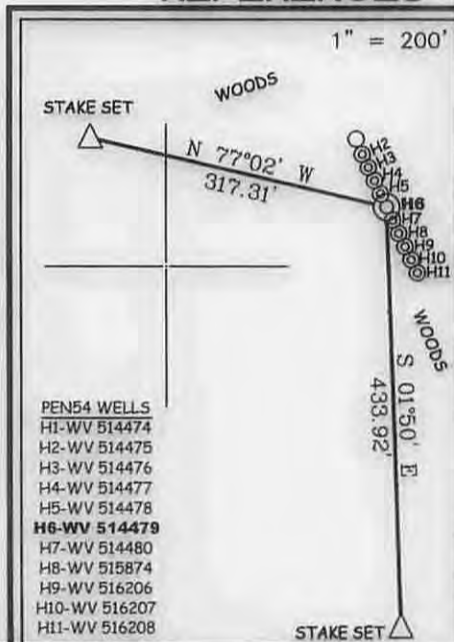 1" = 200'
WOODS
STAKE SET
N 77°02' W
317.31'
H2
H3
H4
H5
H6
H7
H8
H9
H10
H11
WOODS
S 01°50' E
433.92'
PEN54 WELLS
H1-WV 514474
H2-WV 514475
H3-WV 514476
H4-WV 514477
H5-WV 514478
H6-WV 514479
H7-WV 514480
H8-WV 515874
H9-WV 516206
H10-WV 516207
H11-WV 516208
STAKE SET